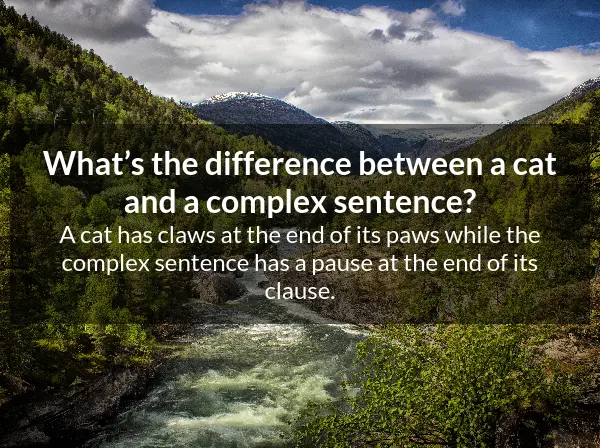 What’s the difference between a cat
and a complex sentence?
A cat has claws at the end of its paws while the
complex sentence has a pause at the end of its
clause.